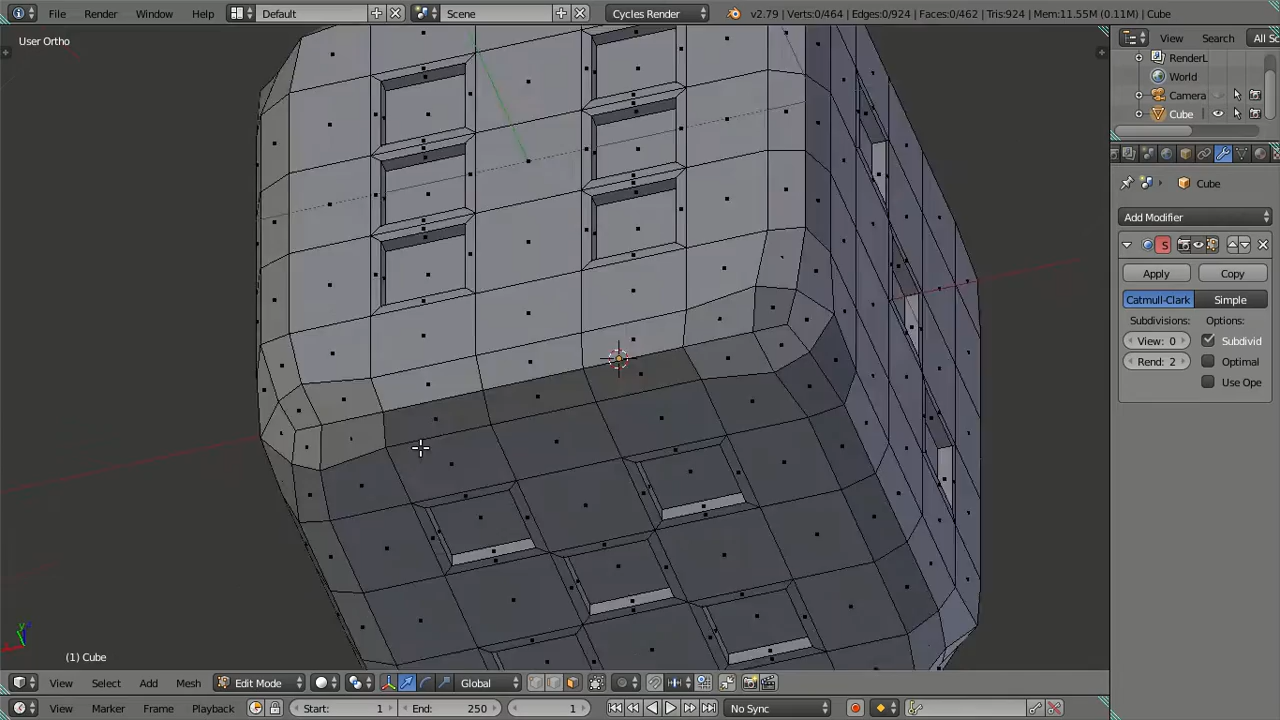 File Render Window Help Default Scene Cycles Render v2.79 | Verts:0/464 | Edges:0/924 | Faces:0/462 | Tris:924 | Mem:11.55M (0.11M) | Cube
User Ortho
View Search All Sc
RenderL
World
Camera
Cube
Cube
Add Modifier
S
Apply Copy
Catmull-Clark Simple
Subdivisions: Options:
View: 0 Subdivid
Rend: 2 Optimal
Use Ope
(1) Cube
View Select Add Mesh Edit Mode Global
View Marker Frame Playback Start: 1 End: 250 1 No Sync